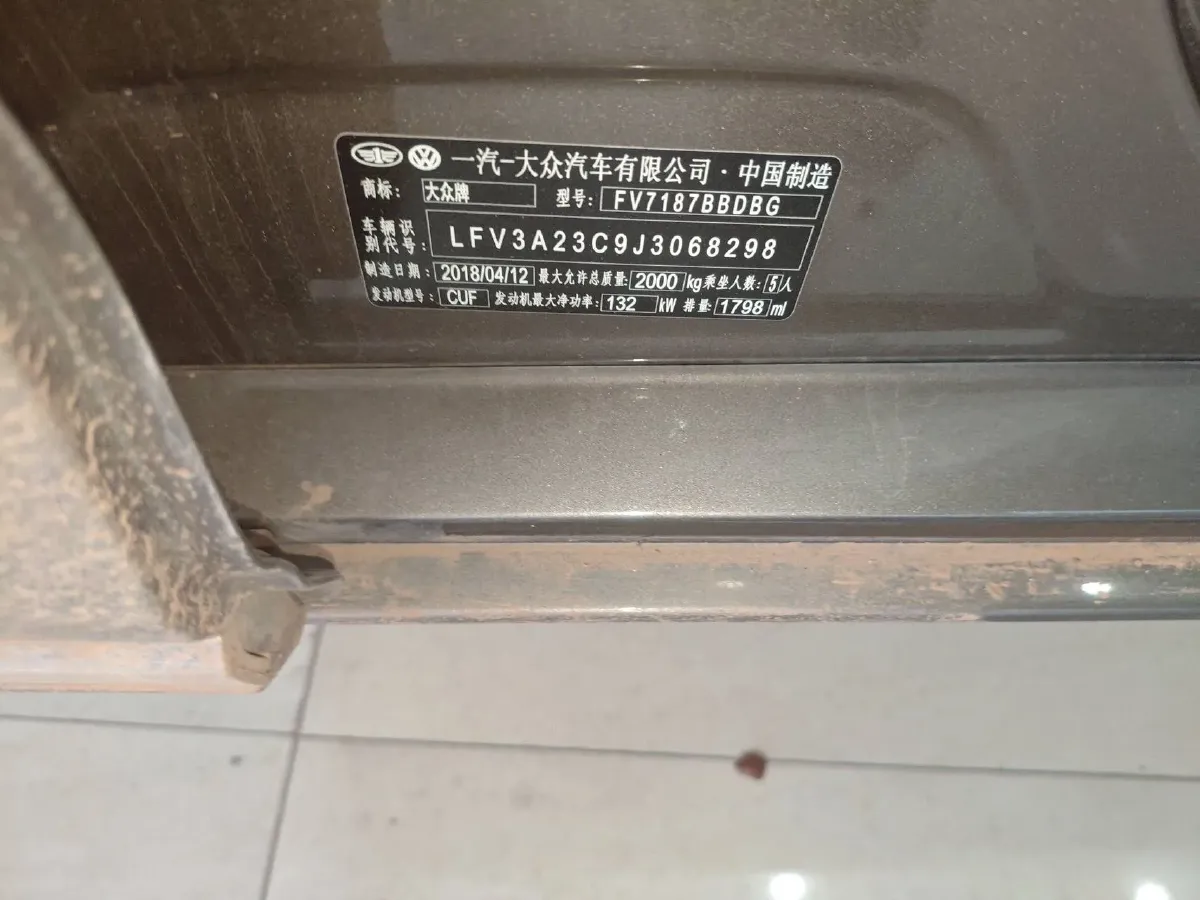 一汽-大众汽车有限公司·中国制造
商标: 大众牌 型号: FV7187BBDBG
车辆识别代号: LFV3A23C9J3068298
制造日期: 2018/04/12 最大允许总质量: 2000 kg 乘坐人数: 5 人
发动机型号: CUF 发动机最大净功率: 132 kW 排量: 1798 ml